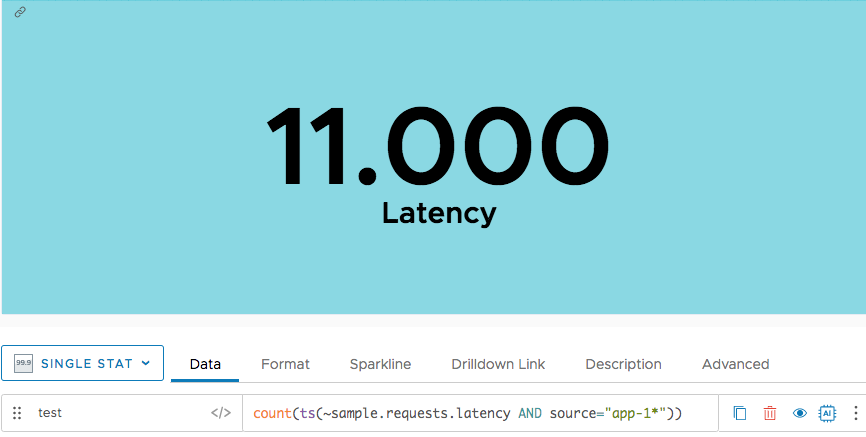 11.000
Latency
99.9 SINGLE STAT Data Format Sparkline Drilldown Link Description Advanced
test </> count(ts(~sample.requests.latency AND source="app-1*")) AI